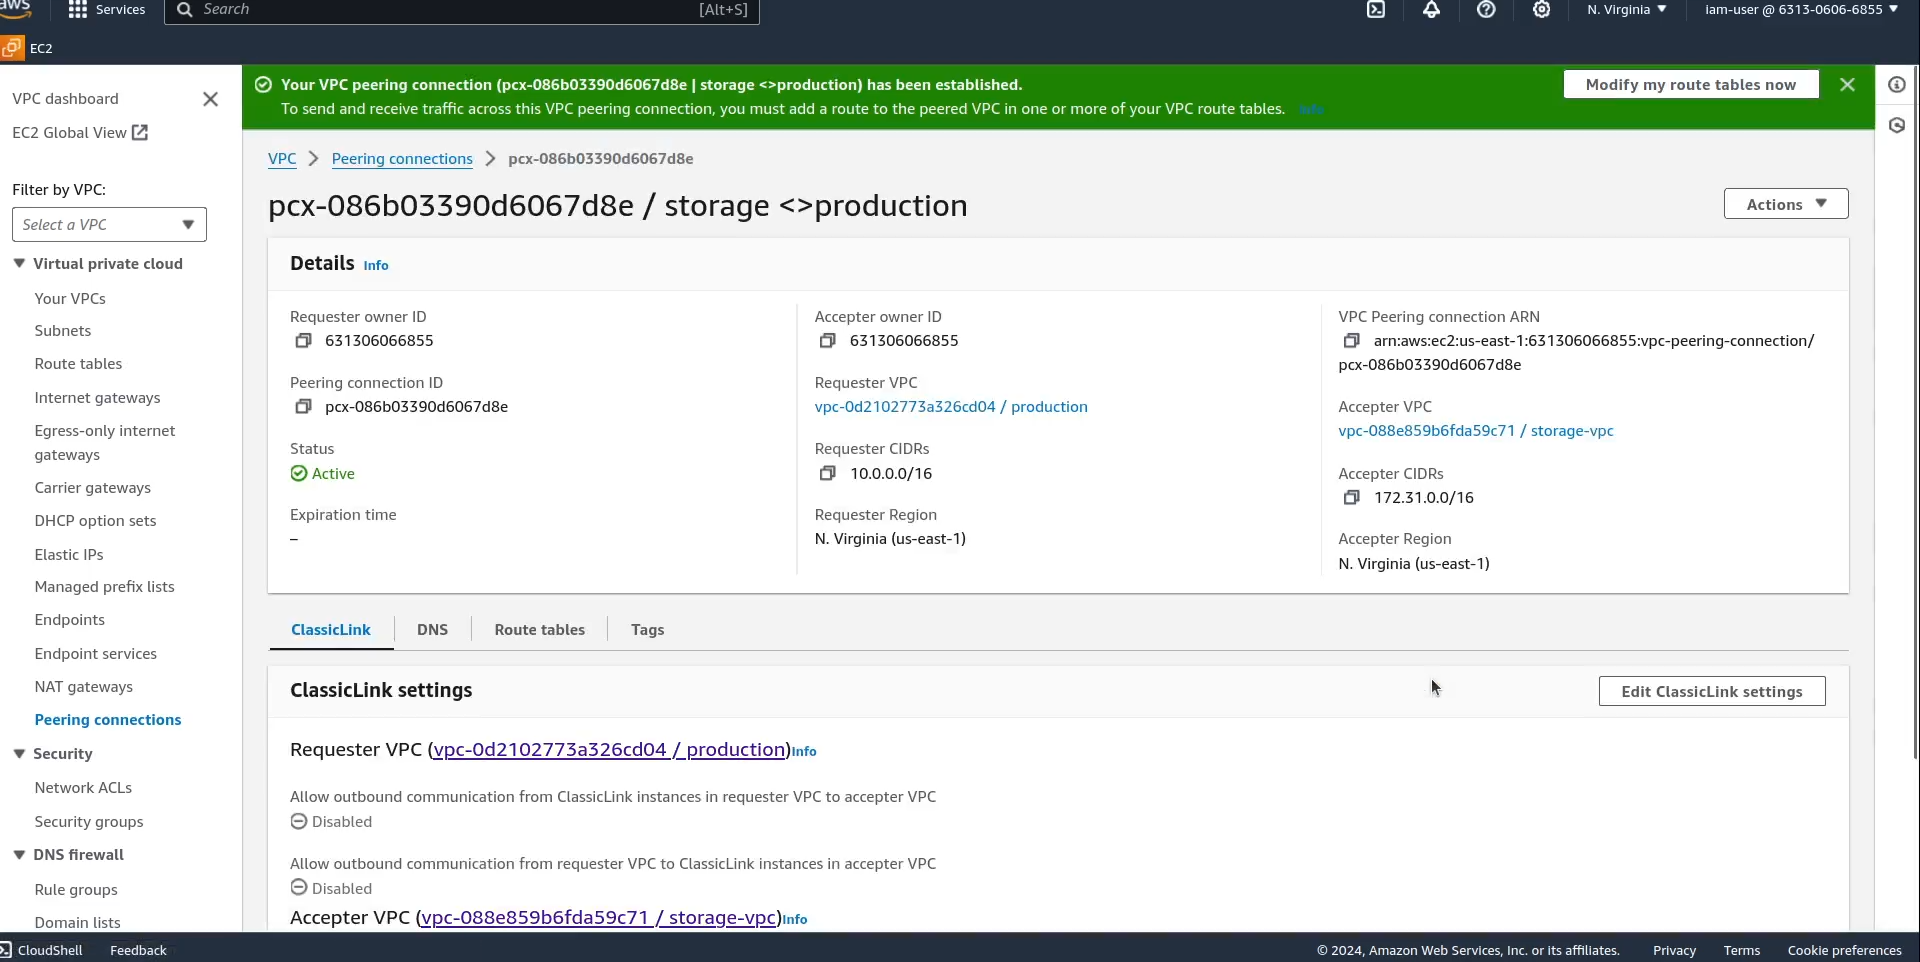 aws
Services
Search
[Alt+S]
N. Virginia
iam-user @ 6313-0606-6855
EC2
VPC dashboard
EC2 Global View
Filter by VPC:
Select a VPC
Virtual private cloud
Your VPCs
Subnets
Route tables
Internet gateways
Egress-only internet
gateways
Carrier gateways
DHCP option sets
Elastic IPs
Managed prefix lists
Endpoints
Endpoint services
NAT gateways
Peering connections
Security
Network ACLs
Security groups
DNS firewall
Rule groups
Domain lists
Your VPC peering connection (pcx-086b03390d6067d8e | storage <>production) has been established.
To send and receive traffic across this VPC peering connection, you must add a route to the peered VPC in one or more of your VPC route tables. Info
Modify my route tables now
VPC > Peering connections > pcx-086b03390d6067d8e
pcx-086b03390d6067d8e / storage <>production
Actions
Details Info
Requester owner ID
631306066855
Peering connection ID
pcx-086b03390d6067d8e
Status
Active
Expiration time
–
Accepter owner ID
631306066855
Requester VPC
vpc-0d2102773a326cd04 / production
Requester CIDRs
10.0.0.0/16
Requester Region
N. Virginia (us-east-1)
VPC Peering connection ARN
arn:aws:ec2:us-east-1:631306066855:vpc-peering-connection/
pcx-086b03390d6067d8e
Accepter VPC
vpc-088e859b6fda59c71 / storage-vpc
Accepter CIDRs
172.31.0.0/16
Accepter Region
N. Virginia (us-east-1)
ClassicLink
DNS
Route tables
Tags
ClassicLink settings
Edit ClassicLink settings
Requester VPC (vpc-0d2102773a326cd04 / production)Info
Allow outbound communication from ClassicLink instances in requester VPC to accepter VPC
Disabled
Allow outbound communication from requester VPC to ClassicLink instances in accepter VPC
Disabled
Accepter VPC (vpc-088e859b6fda59c71 / storage-vpc)Info
CloudShell
Feedback
© 2024, Amazon Web Services, Inc. or its affiliates.
Privacy
Terms
Cookie preferences